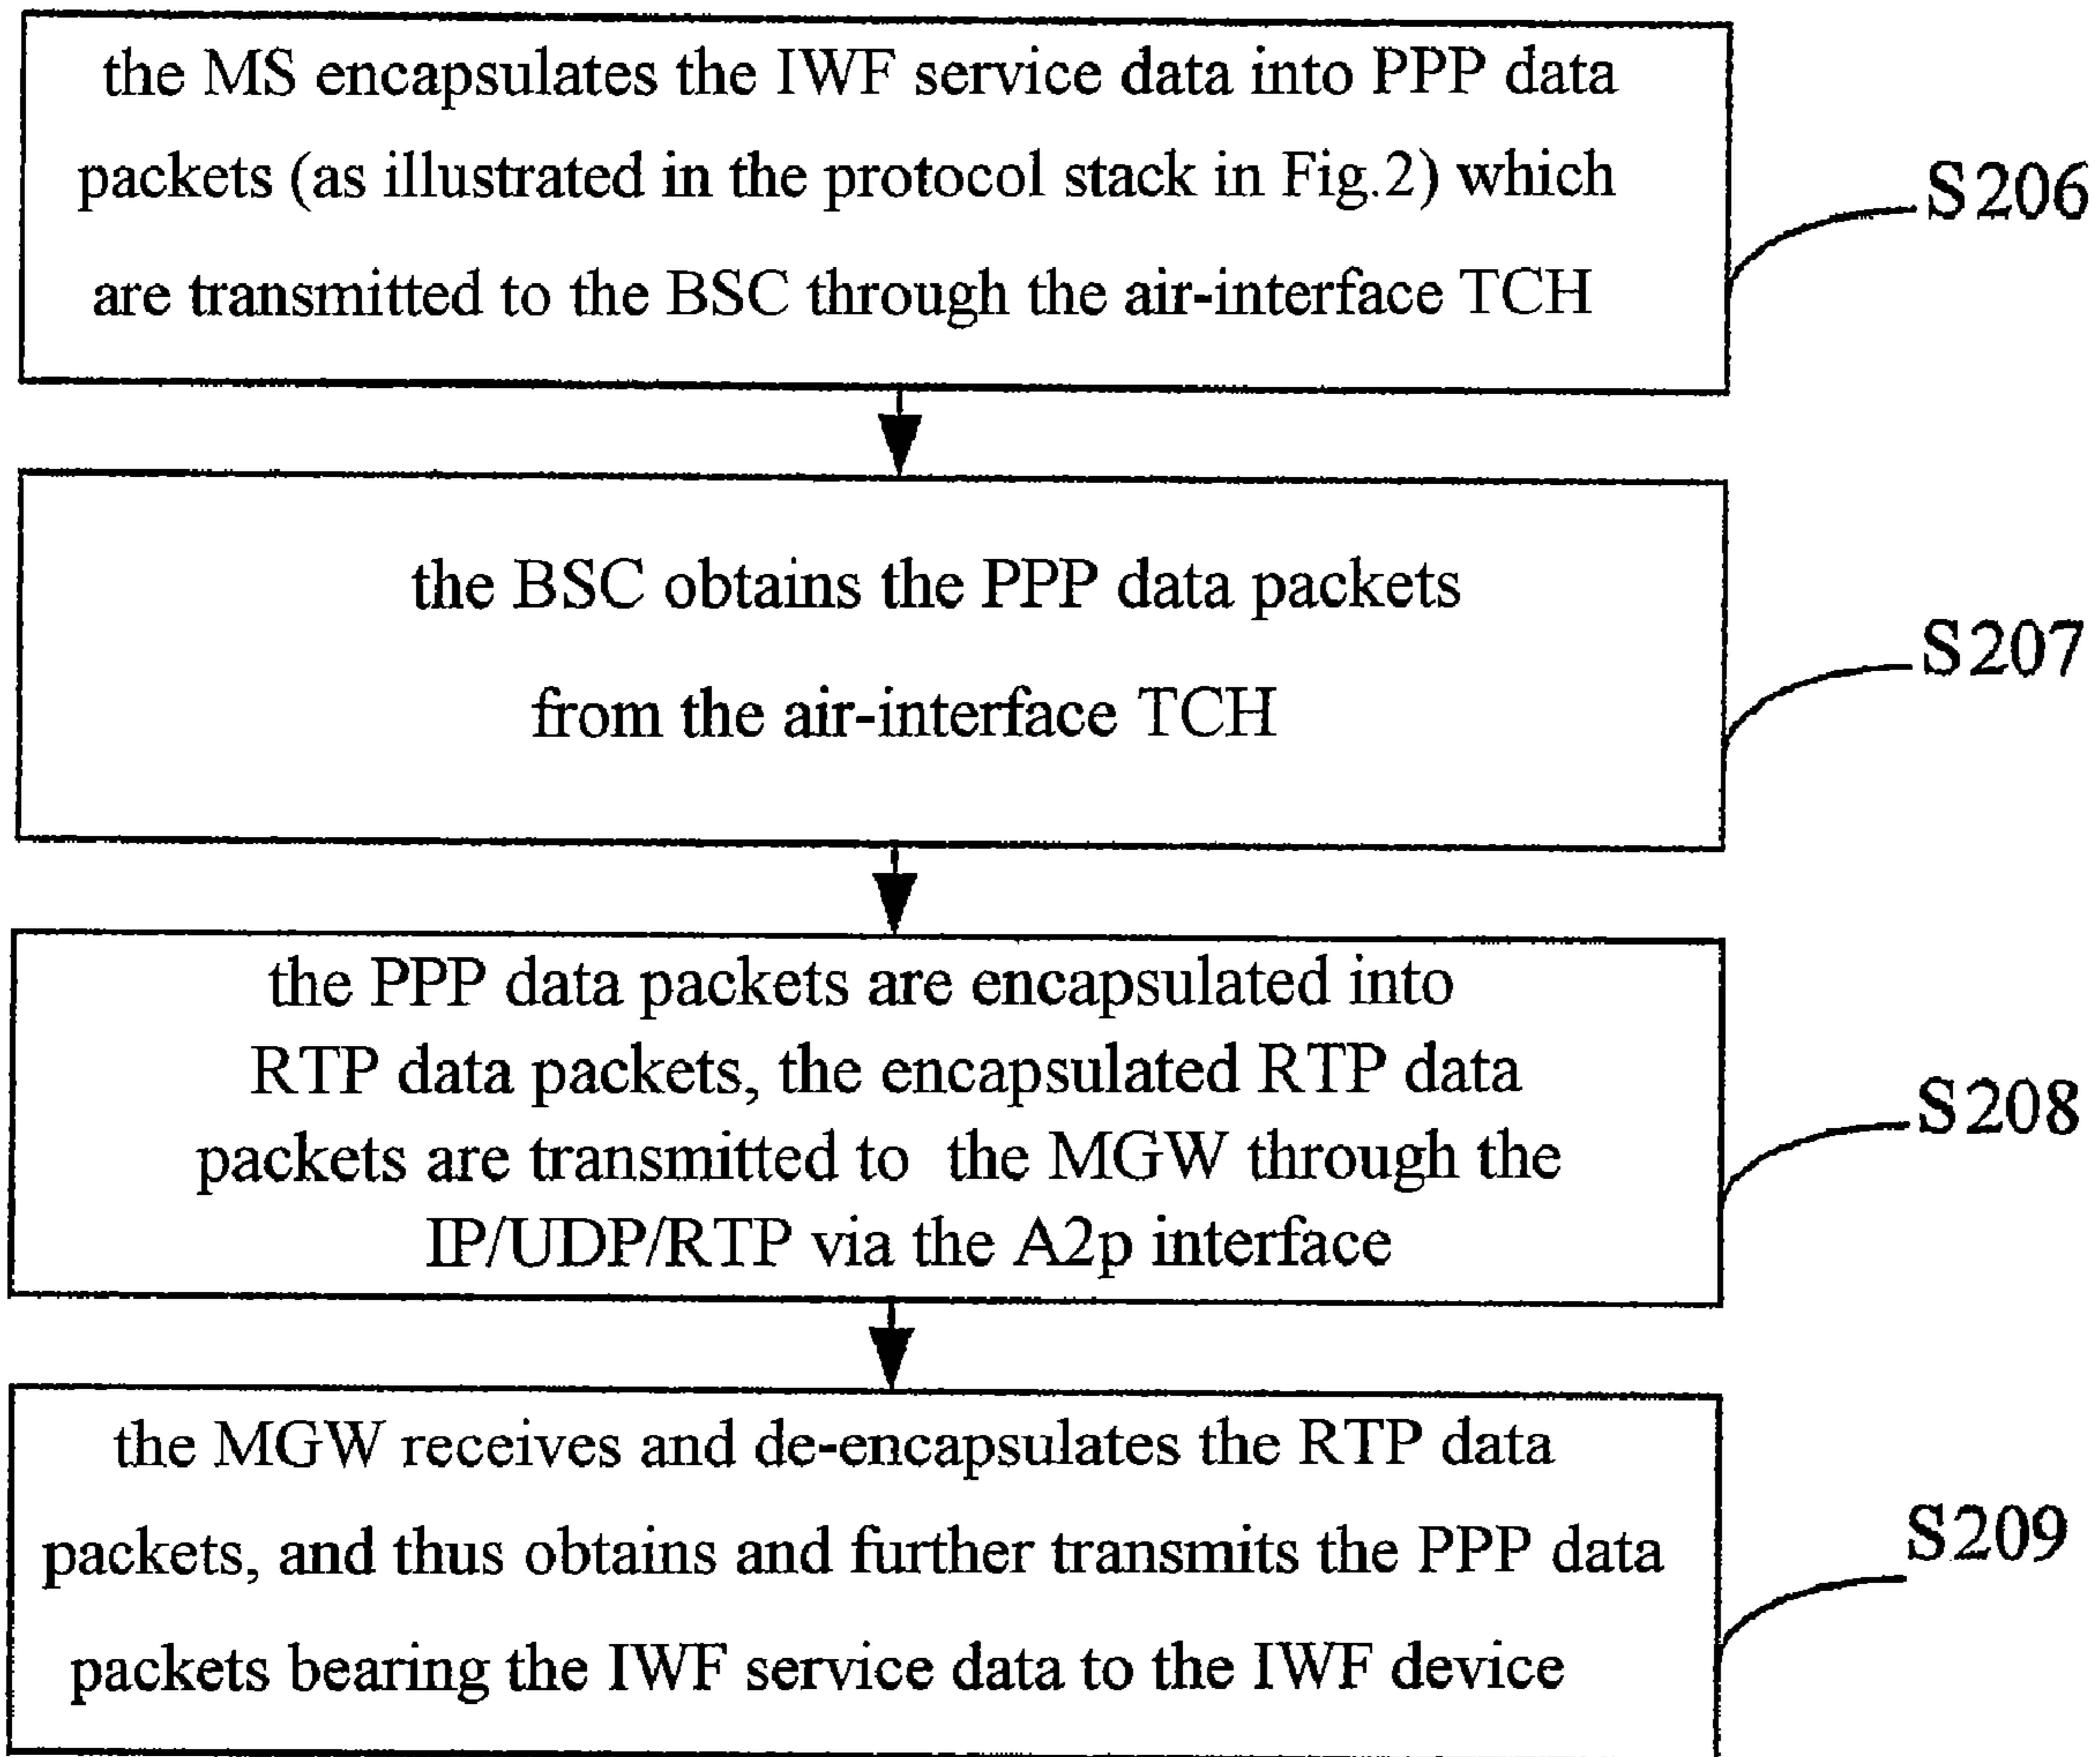 the MS encapsulates the IWF service data into PPP data
packets (as illustrated in the protocol stack in Fig.2) which
are transmitted to the BSC through the air-interface TCH
S206
the BSC obtains the PPP data packets
from the air-interface TCH
S207
the PPP data packets are encapsulated into
RTP data packets, the encapsulated RTP data
packets are transmitted to the MGW through the
IP/UDP/RTP via the A2p interface
S208
the MGW receives and de-encapsulates the RTP data
packets, and thus obtains and further transmits the PPP data
packets bearing the IWF service data to the IWF device
S209